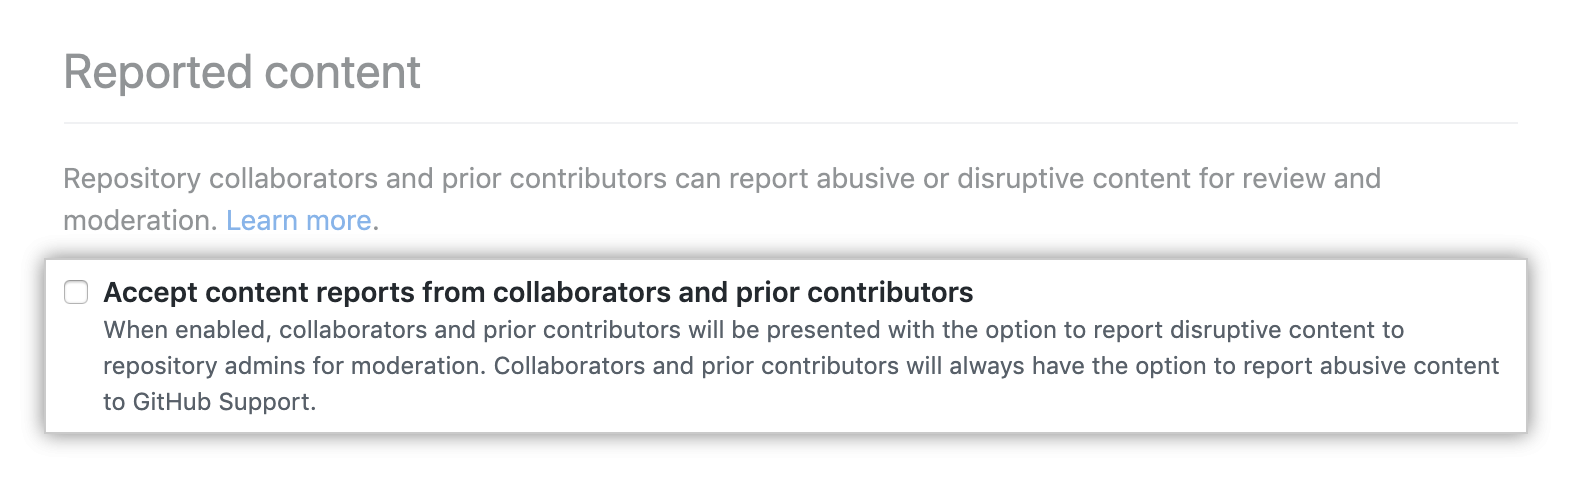 Reported content
Repository collaborators and prior contributors can report abusive or disruptive content for review and
moderation. Learn more.
Accept content reports from collaborators and prior contributors
When enabled, collaborators and prior contributors will be presented with the option to report disruptive content to
repository admins for moderation. Collaborators and prior contributors will always have the option to report abusive content
to GitHub Support.